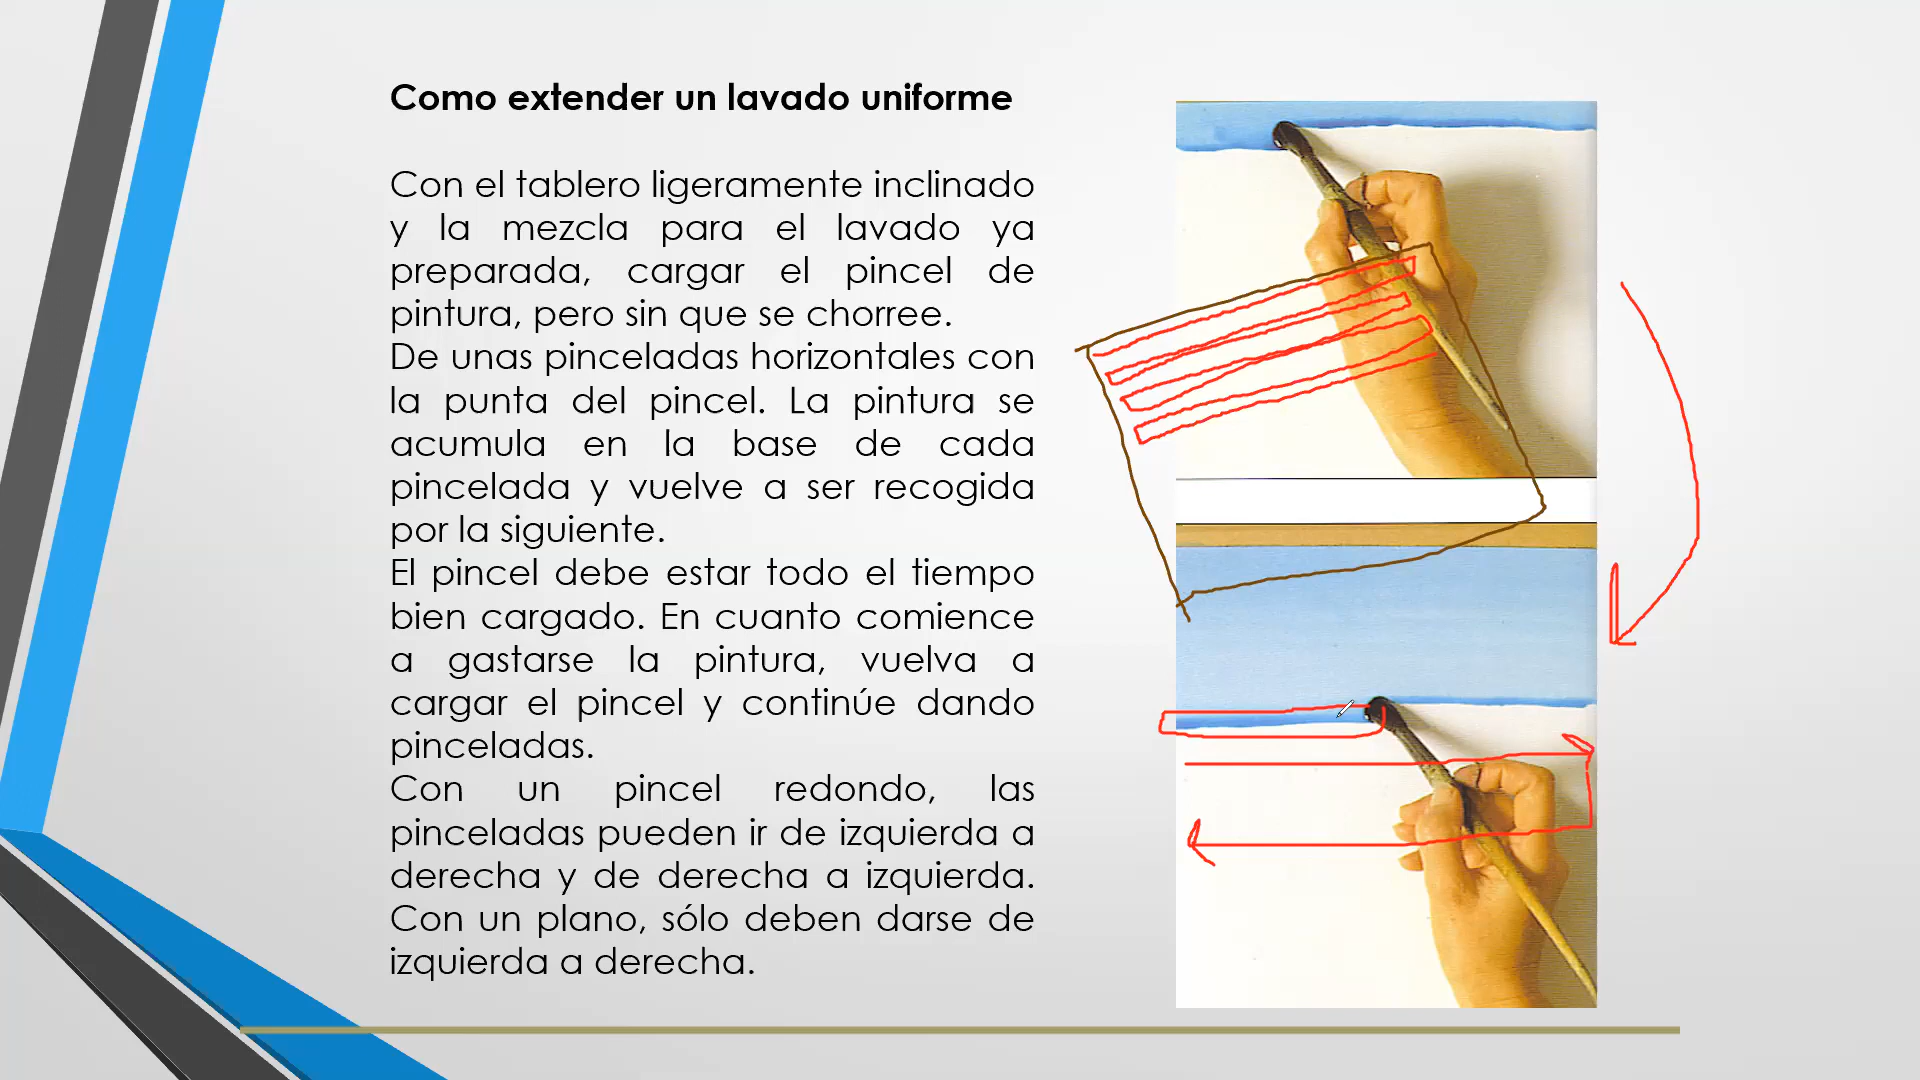 Como extender un lavado uniforme
Con el tablero ligeramente inclinado
y la mezcla para el lavado ya
preparada, cargar el pincel de
pintura, pero sin que se chorree.
De unas pinceladas horizontales con
la punta del pincel. La pintura se
acumula en la base de cada
pincelada y vuelve a ser recogida
por la siguiente.
El pincel debe estar todo el tiempo
bien cargado. En cuanto comience
a gastarse la pintura, vuelva a
cargar el pincel y continúe dando
pinceladas.
Con un pincel redondo, las
pinceladas pueden ir de izquierda a
derecha y de derecha a izquierda.
Con un plano, sólo deben darse de
izquierda a derecha.